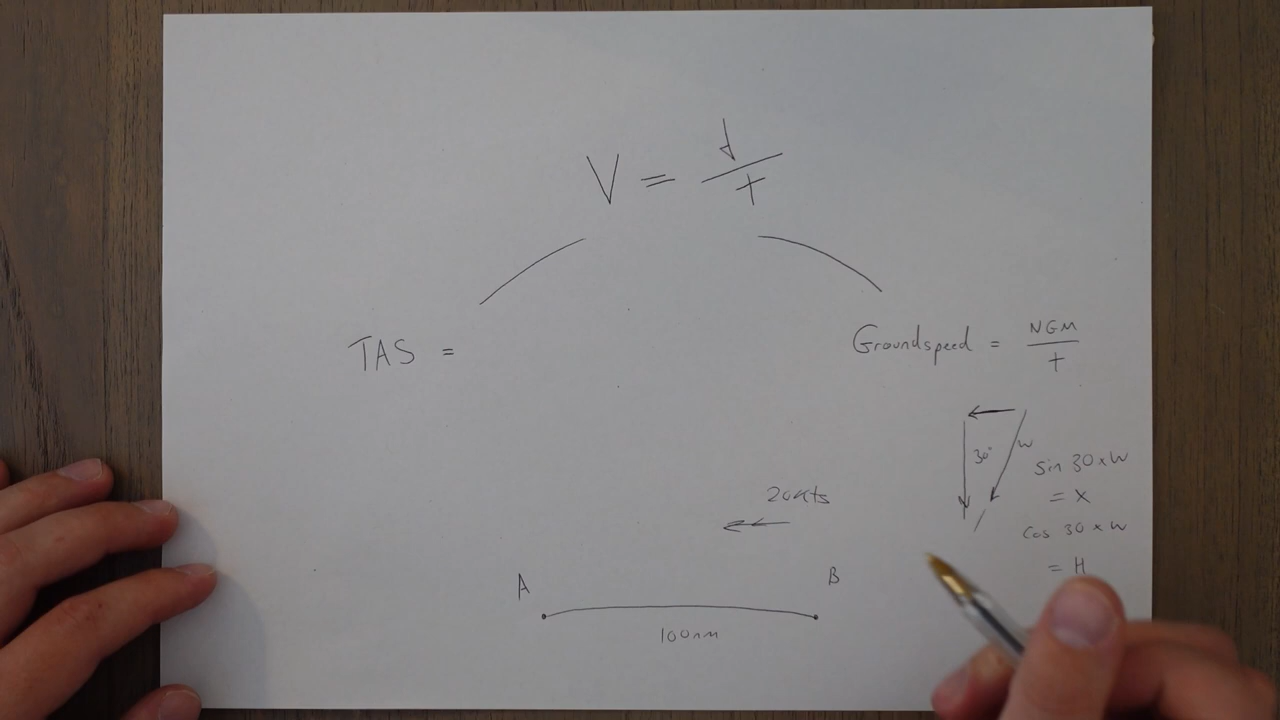 V = d/t
TAS =
Groundspeed = NGM/t
30°
W
Sin 30 x W
= X
Cos 30 x W
= H
20kts
A
B
100nm